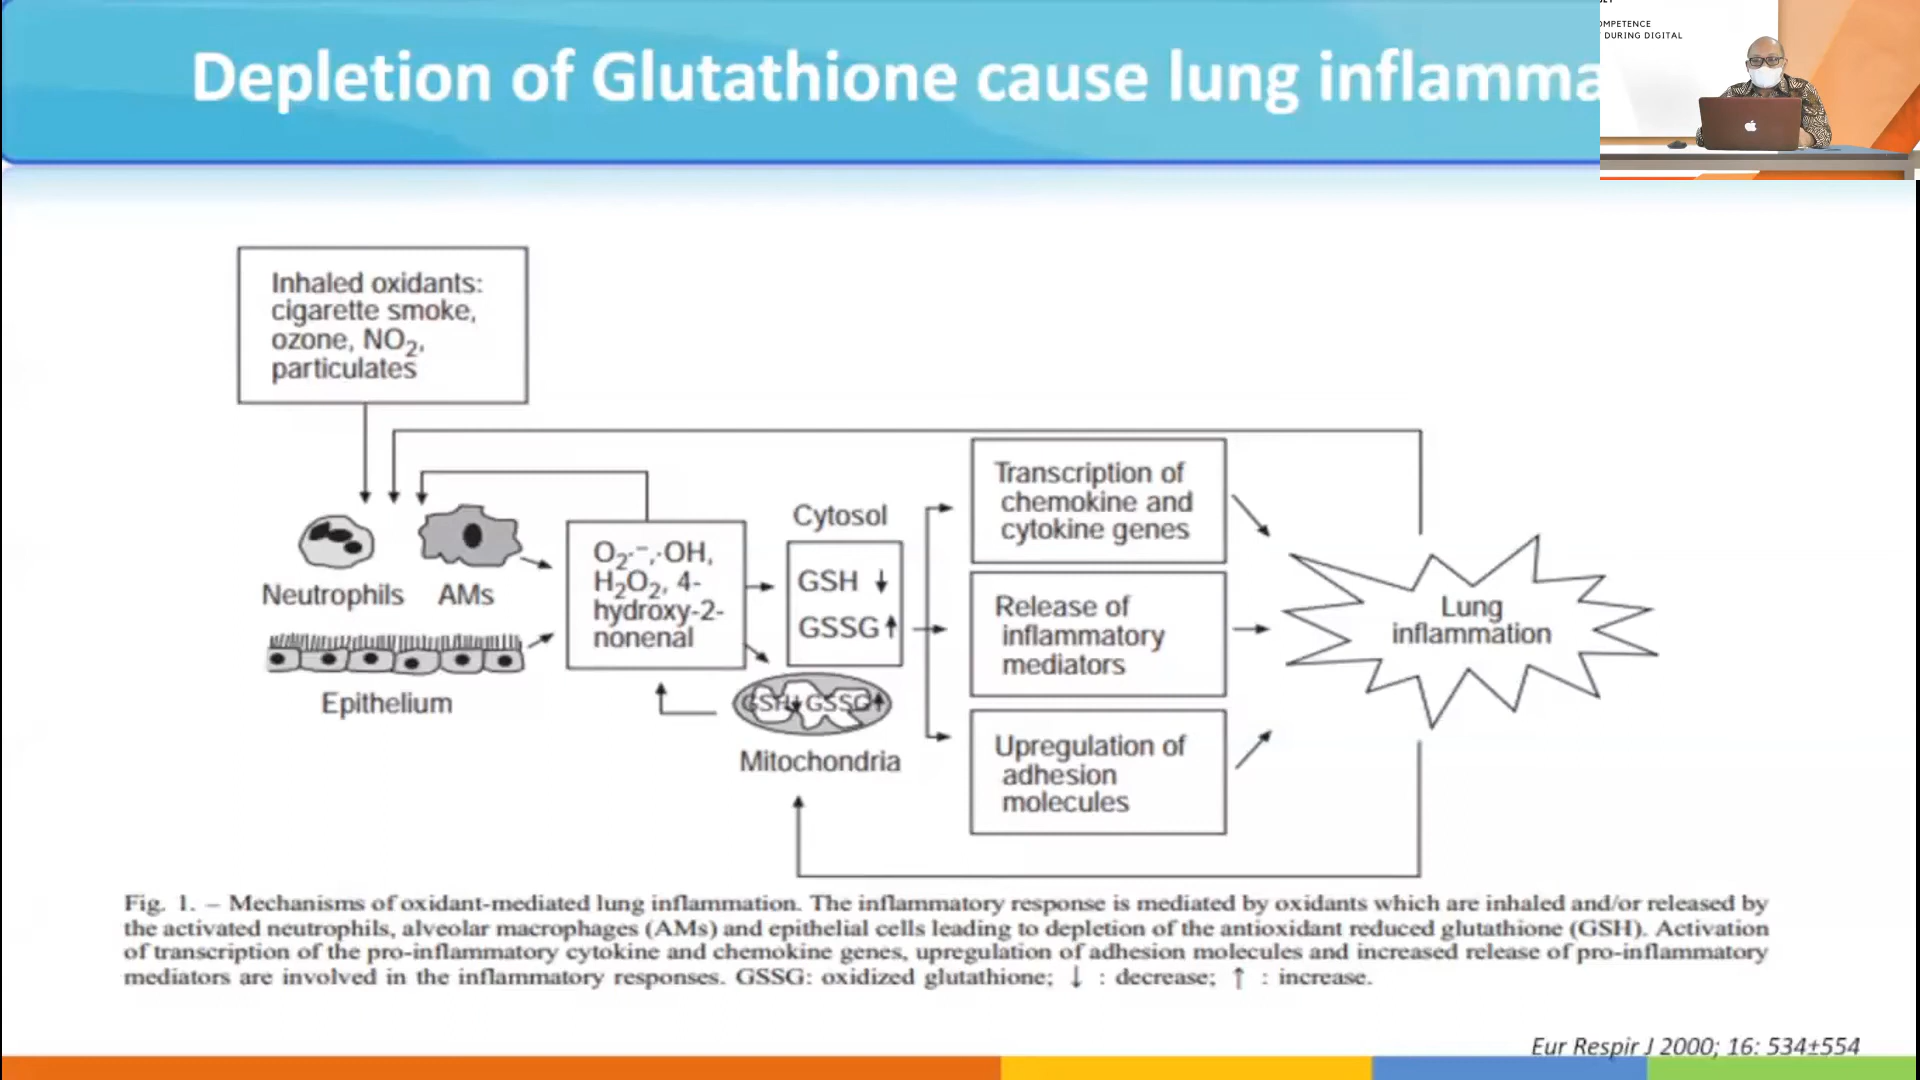 Depletion of Glutathione cause lung inflamma
OMPETENCE
DURING DIGITAL
Inhaled oxidants:
cigarette smoke,
ozone, NO₂,
particulates
Neutrophils
AMs
Epithelium
O₂·⁻,·OH,
H₂O₂, 4-
hydroxy-2-
nonenal
Cytosol
GSH ↓
GSSG↑
GSH↓GSSG↑
Mitochondria
Transcription of
chemokine and
cytokine genes
Release of
inflammatory
mediators
Upregulation of
adhesion
molecules
Lung
inflammation
Fig. 1. – Mechanisms of oxidant-mediated lung inflammation. The inflammatory response is mediated by oxidants which are inhaled and/or released by
the activated neutrophils, alveolar macrophages (AMs) and epithelial cells leading to depletion of the antioxidant reduced glutathione (GSH). Activation
of transcription of the pro-inflammatory cytokine and chemokine genes, upregulation of adhesion molecules and increased release of pro-inflammatory
mediators are involved in the inflammatory responses. GSSG: oxidized glutathione; ↓ : decrease; ↑ : increase.
Eur Respir J 2000; 16: 534±554